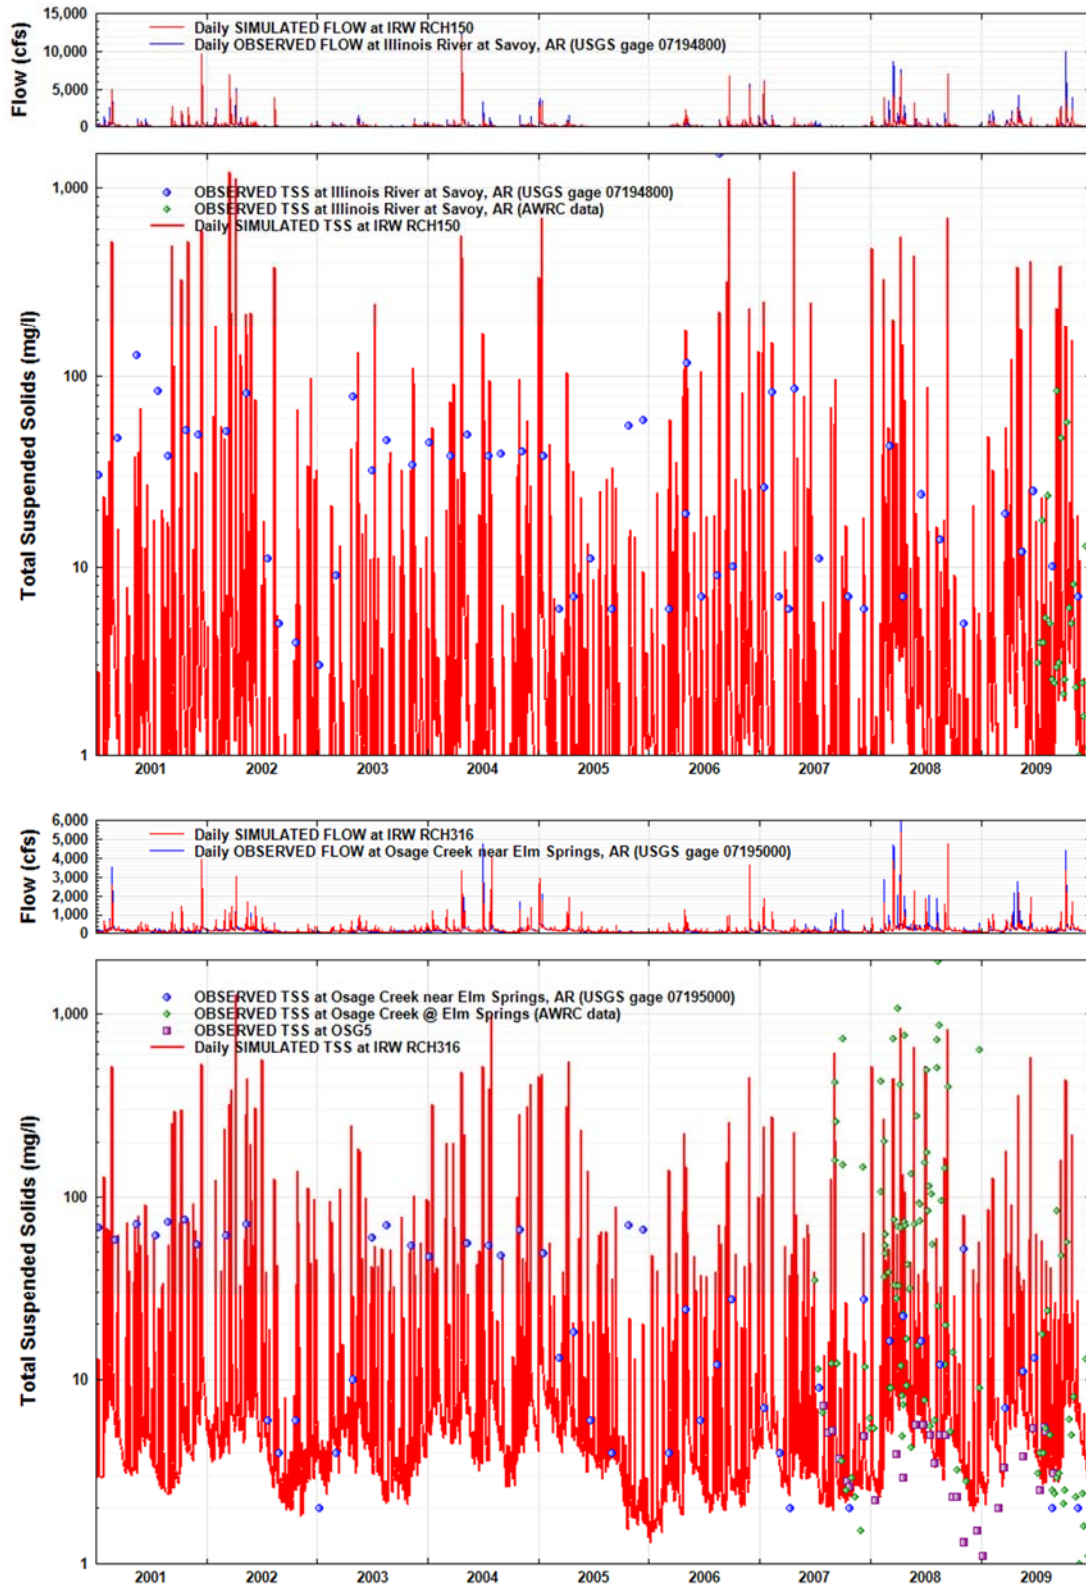 15,000
10,000
5,000
0
Flow (cfs)
Daily SIMULATED FLOW at IRW RCH150
Daily OBSERVED FLOW at Illinois River at Savoy, AR (USGS gage 07194800)
1,000
100
10
1
Total Suspended Solids (mg/l)
OBSERVED TSS at Illinois River at Savoy, AR (USGS gage 07194800)
OBSERVED TSS at Illinois River at Savoy, AR (AWRC data)
Daily SIMULATED TSS at IRW RCH150
2001 2002 2003 2004 2005 2006 2007 2008 2009
6,000
5,000
4,000
3,000
2,000
1,000
0
Flow (cfs)
Daily SIMULATED FLOW at IRW RCH316
Daily OBSERVED FLOW at Osage Creek near Elm Springs, AR (USGS gage 07195000)
1,000
100
10
1
Total Suspended Solids (mg/l)
OBSERVED TSS at Osage Creek near Elm Springs, AR (USGS gage 07195000)
OBSERVED TSS at Osage Creek @ Elm Springs (AWRC data)
OBSERVED TSS at OSG5
Daily SIMULATED TSS at IRW RCH316
2001 2002 2003 2004 2005 2006 2007 2008 2009